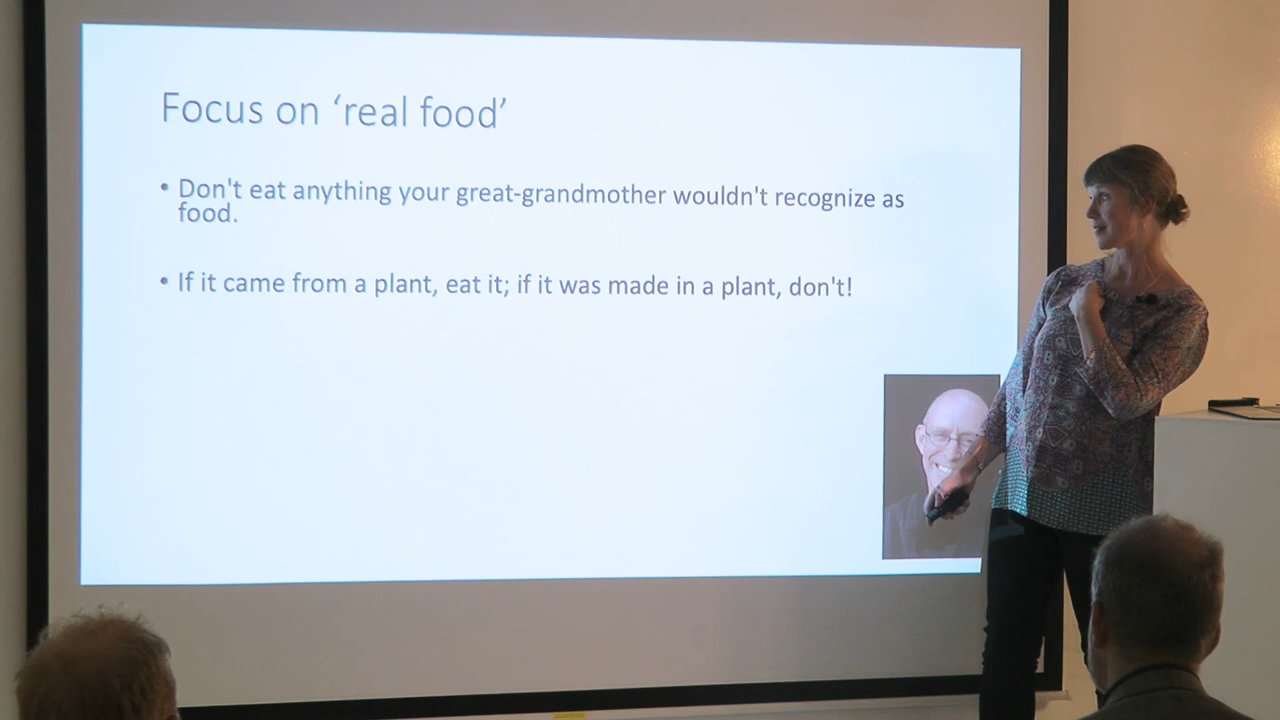 Focus on ‘real food’
• Don't eat anything your great-grandmother wouldn't recognize as
food.
• If it came from a plant, eat it; if it was made in a plant, don't!